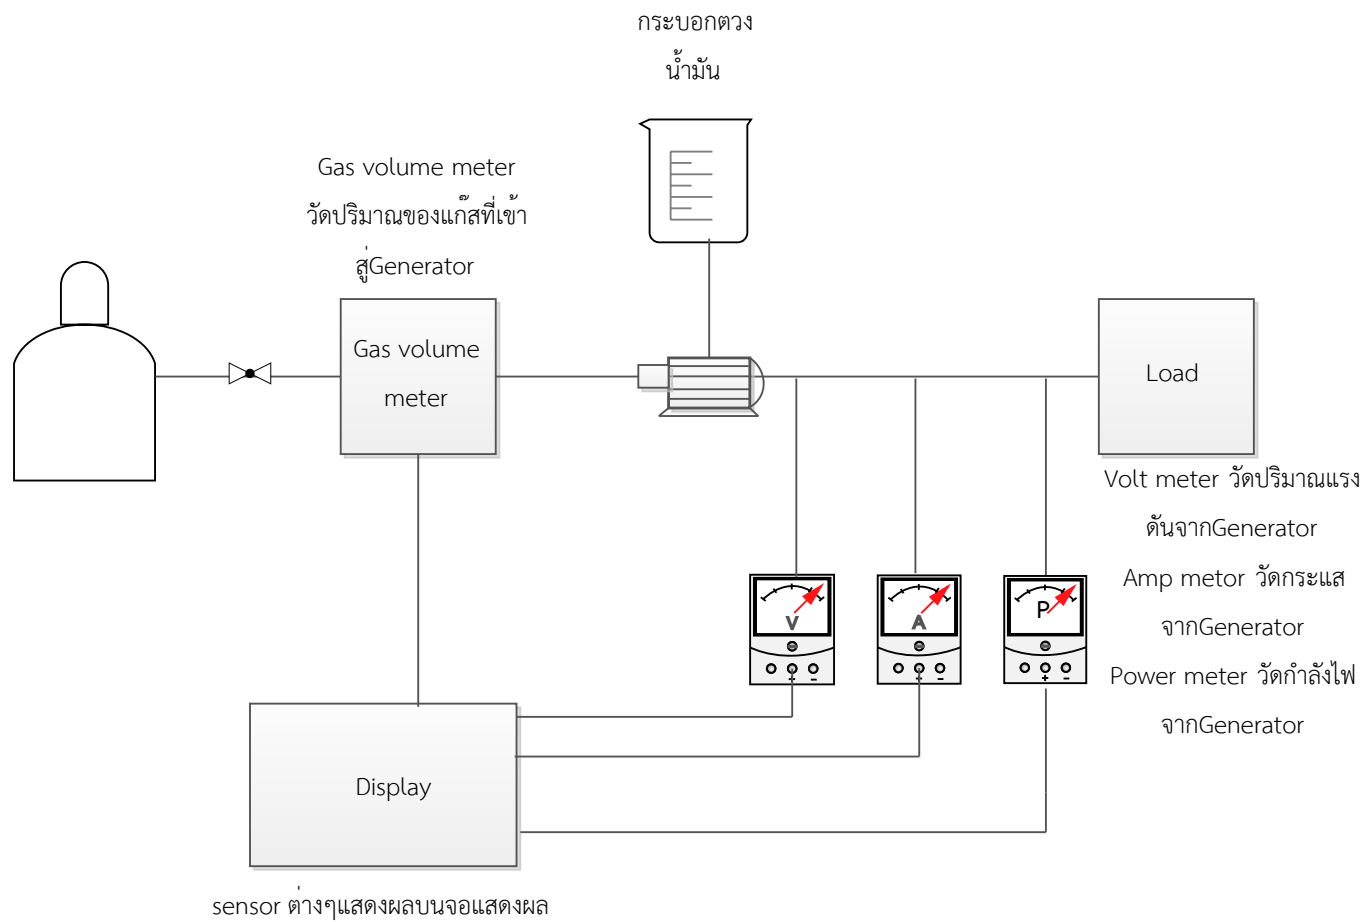 กระบอกตวง
น้ำมัน
Gas volume meter
วัดปริมาณของแก๊สที่เข้า
สู่Generator
Gas volume
meter
Load
Volt meter วัดปริมาณแรง
ดันจากGenerator
Amp metor วัดกระแส
จากGenerator
Power meter วัดกำลังไฟ
จากGenerator
V
A
P
Display
sensor ต่างๆแสดงผลบนจอแสดงผล